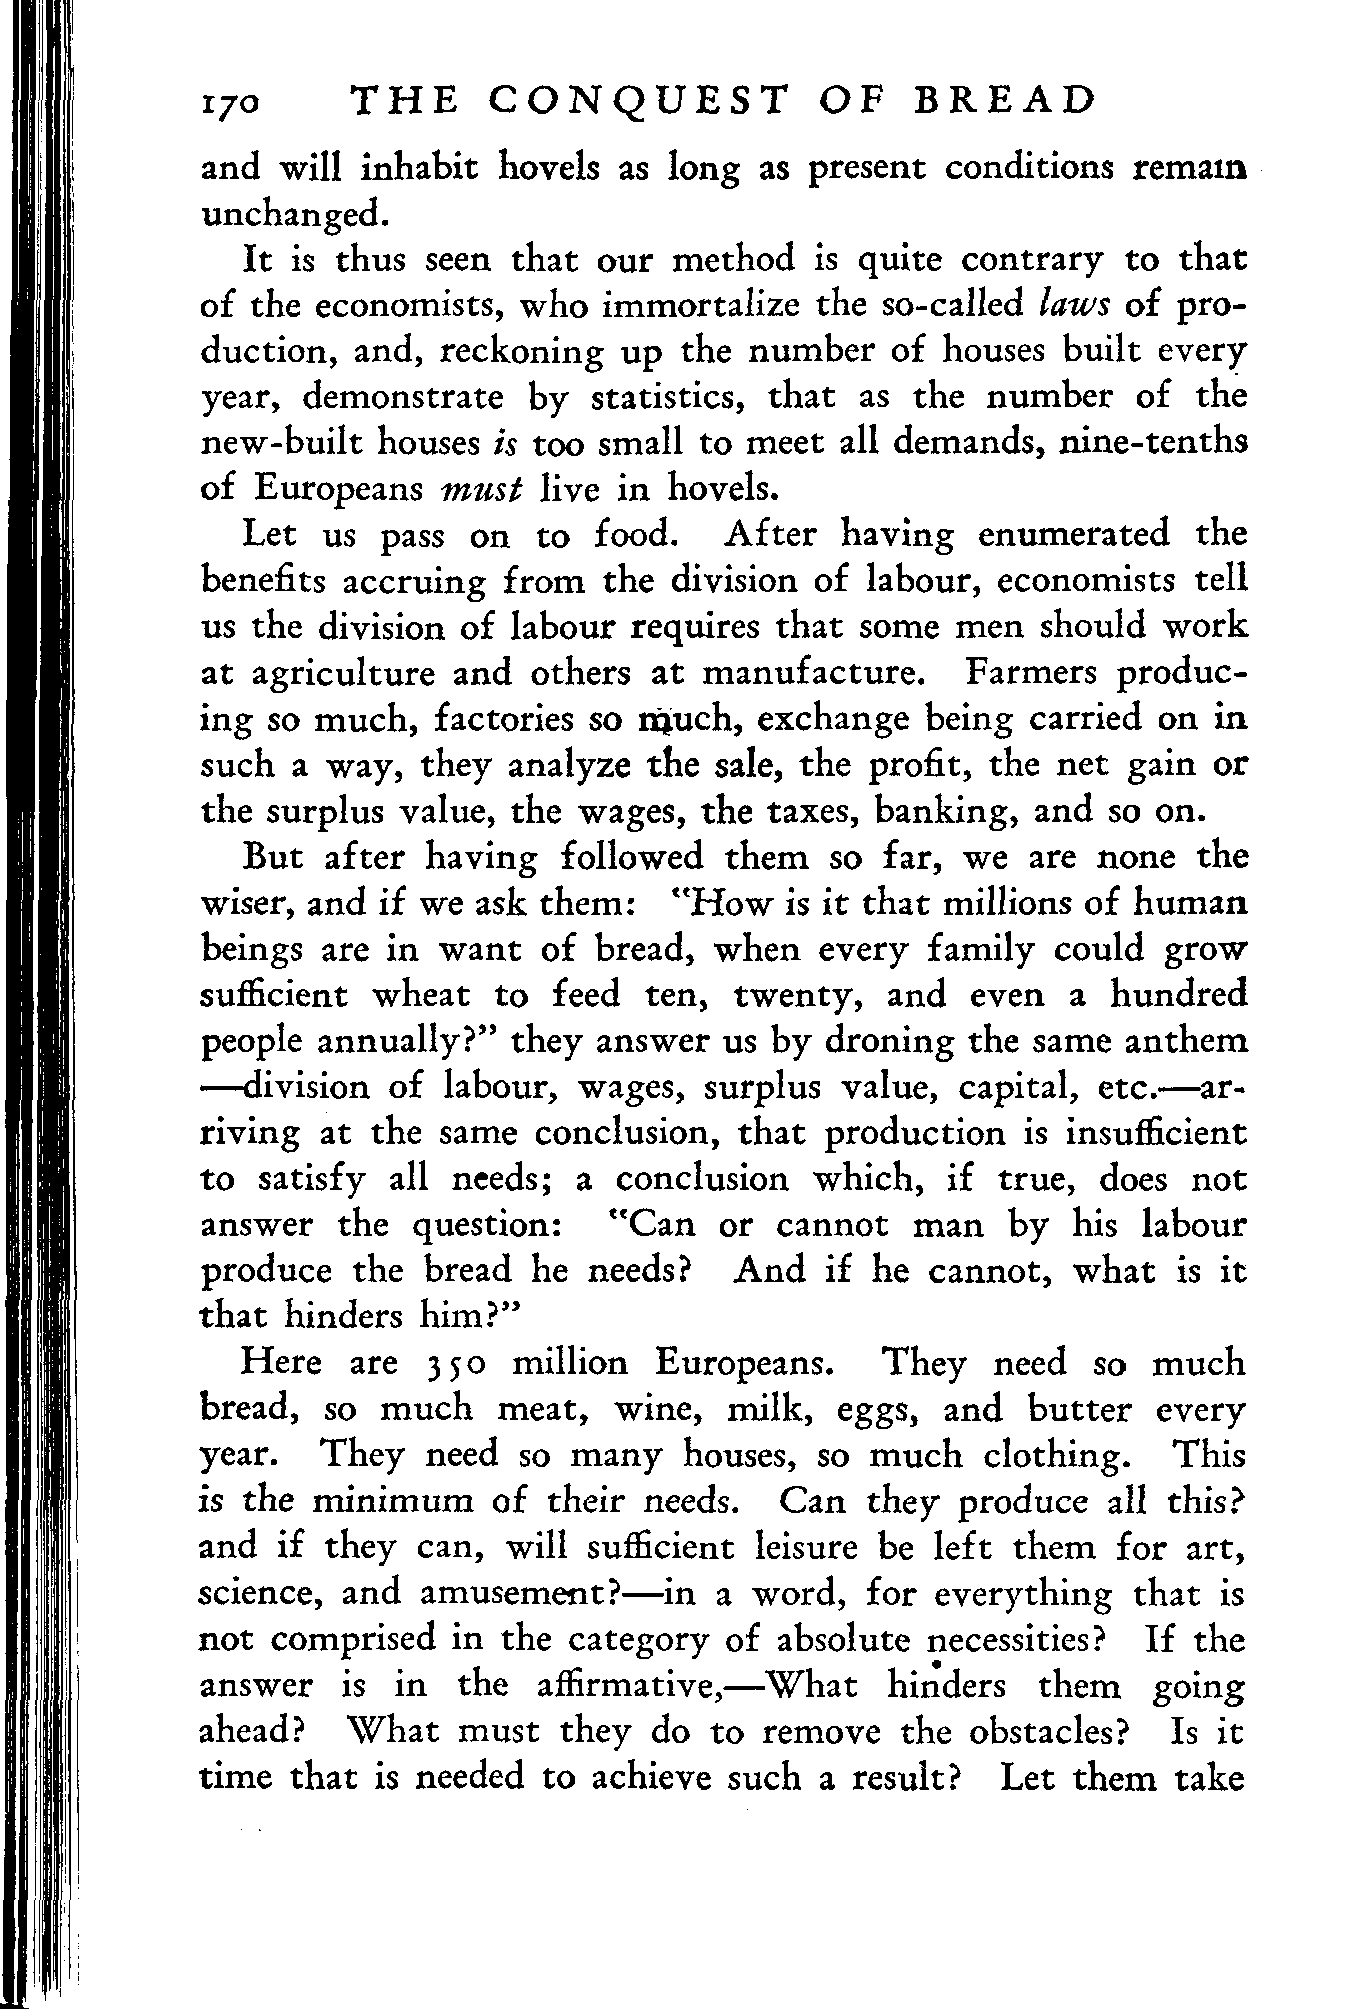 170 THE CONQUEST OF BREAD
and will inhabit hovels as long as present conditions remain
unchanged.
It is thus seen that our method is quite contrary to that
of the economists, who immortalize the so-called laws of pro-
duction, and, reckoning up the number of houses built every
year, demonstrate by statistics, that as the number of the
new-built houses is too small to meet all demands, nine-tenths
of Europeans must live in hovels.
Let us pass on to food. After having enumerated the
benefits accruing from the division of labour, economists tell
us the division of labour requires that some men should work
at agriculture and others at manufacture. Farmers produc-
ing so much, factories so much, exchange being carried on in
such a way, they analyze the sale, the profit, the net gain or
the surplus value, the wages, the taxes, banking, and so on.
But after having followed them so far, we are none the
wiser, and if we ask them: "How is it that millions of human
beings are in want of bread, when every family could grow
sufficient wheat to feed ten, twenty, and even a hundred
people annually?" they answer us by droning the same anthem
—division of labour, wages, surplus value, capital, etc.—ar-
riving at the same conclusion, that production is insufficient
to satisfy all needs; a conclusion which, if true, does not
answer the question: "Can or cannot man by his labour
produce the bread he needs? And if he cannot, what is it
that hinders him?"
Here are 350 million Europeans. They need so much
bread, so much meat, wine, milk, eggs, and butter every
year. They need so many houses, so much clothing. This
is the minimum of their needs. Can they produce all this?
and if they can, will sufficient leisure be left them for art,
science, and amusement?—in a word, for everything that is
not comprised in the category of absolute necessities? If the
answer is in the affirmative,—What hinders them going
ahead? What must they do to remove the obstacles? Is it
time that is needed to achieve such a result? Let them take